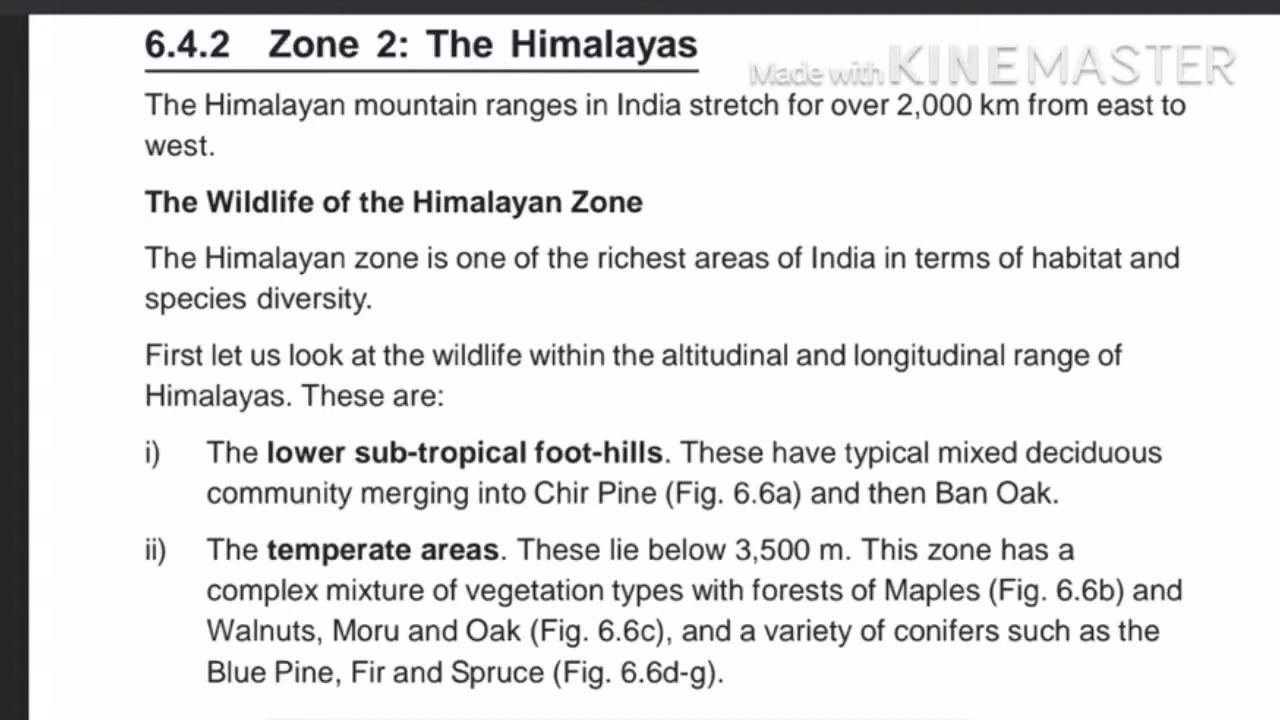 6.4.2 Zone 2: The Himalayas
Made with KINEMASTER
The Himalayan mountain ranges in India stretch for over 2,000 km from east to
west.
The Wildlife of the Himalayan Zone
The Himalayan zone is one of the richest areas of India in terms of habitat and
species diversity.
First let us look at the wildlife within the altitudinal and longitudinal range of
Himalayas. These are:
i) The lower sub-tropical foot-hills. These have typical mixed deciduous
community merging into Chir Pine (Fig. 6.6a) and then Ban Oak.
ii) The temperate areas. These lie below 3,500 m. This zone has a
complex mixture of vegetation types with forests of Maples (Fig. 6.6b) and
Walnuts, Moru and Oak (Fig. 6.6c), and a variety of conifers such as the
Blue Pine, Fir and Spruce (Fig. 6.6d-g).